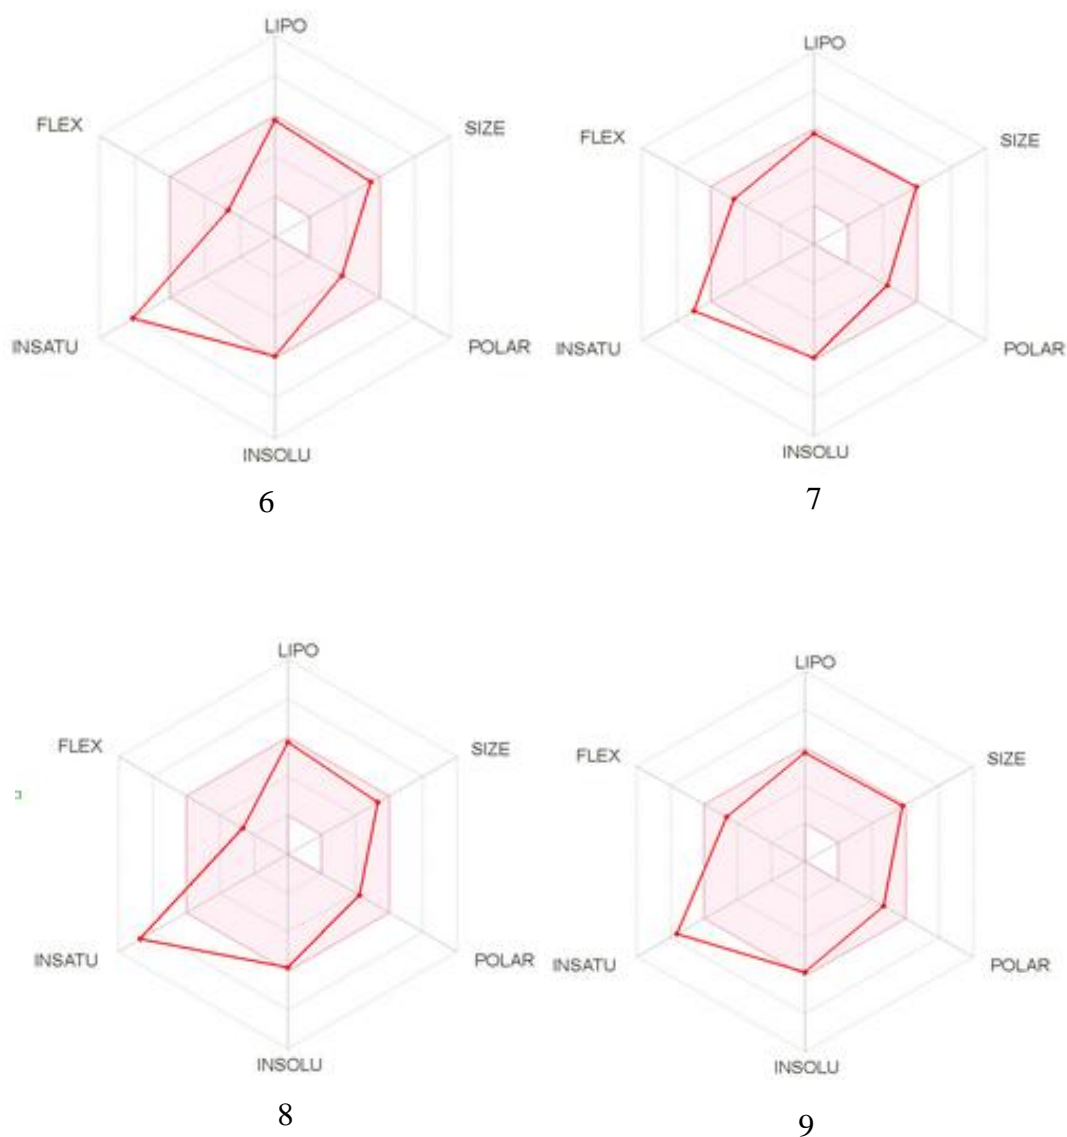 LIPO
LIPO
FLEX
SIZE
FLEX
SIZE
INSATU
POLAR
INSATU
POLAR
INSOLU
INSOLU
6
7
LIPO
LIPO
FLEX
SIZE
FLEX
SIZE
INSATU
POLAR
INSATU
POLAR
INSOLU
INSOLU
8
9